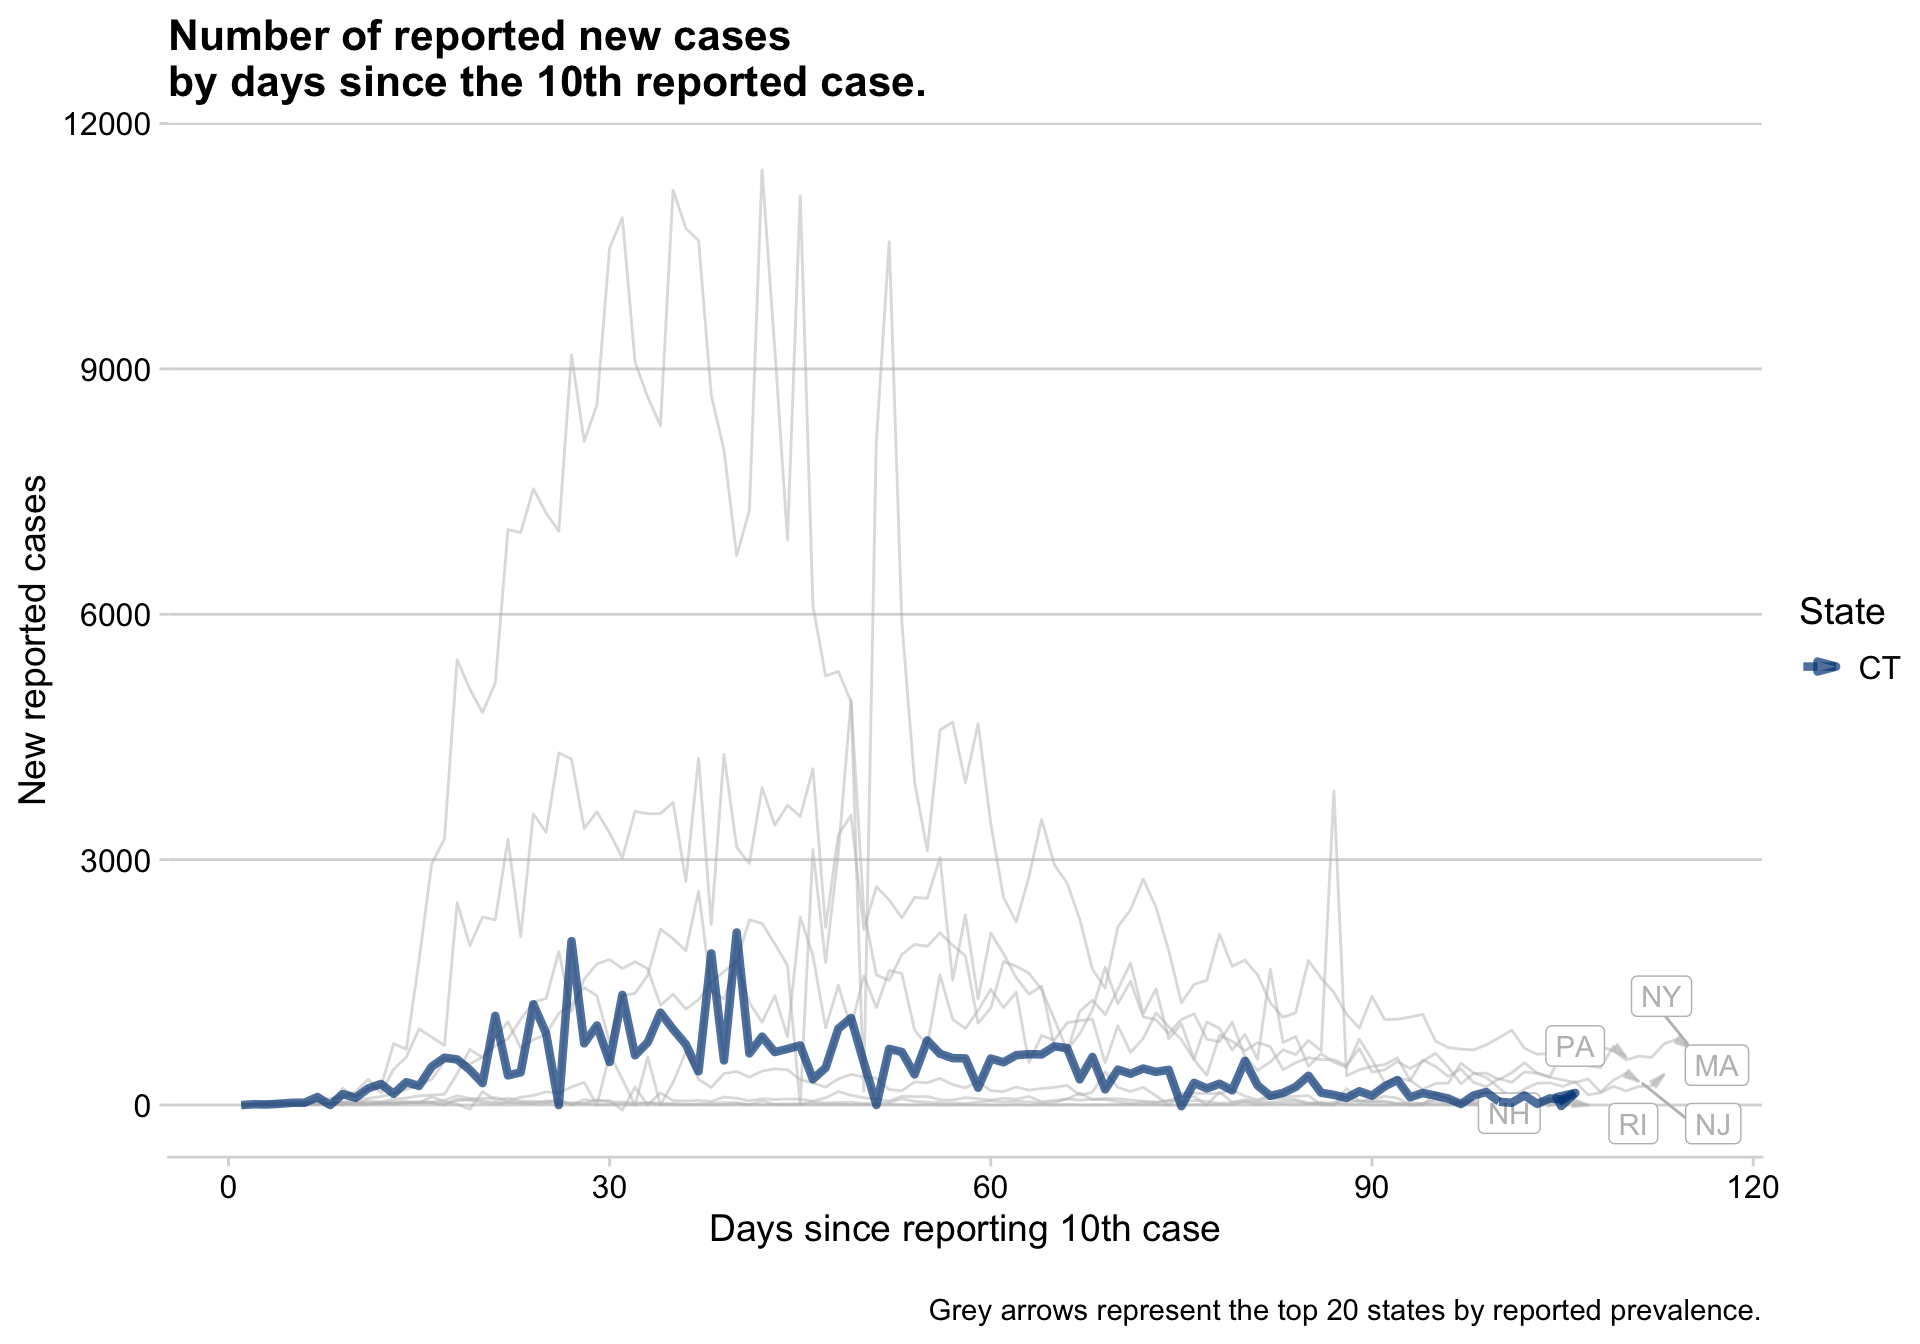 Number of reported new cases
by days since the 10th reported case.
12000
9000
6000
3000
0
New reported cases
State
CT
NY
PA
MA
NH
RI
NJ
0
30
60
90
120
Days since reporting 10th case
Grey arrows represent the top 20 states by reported prevalence.